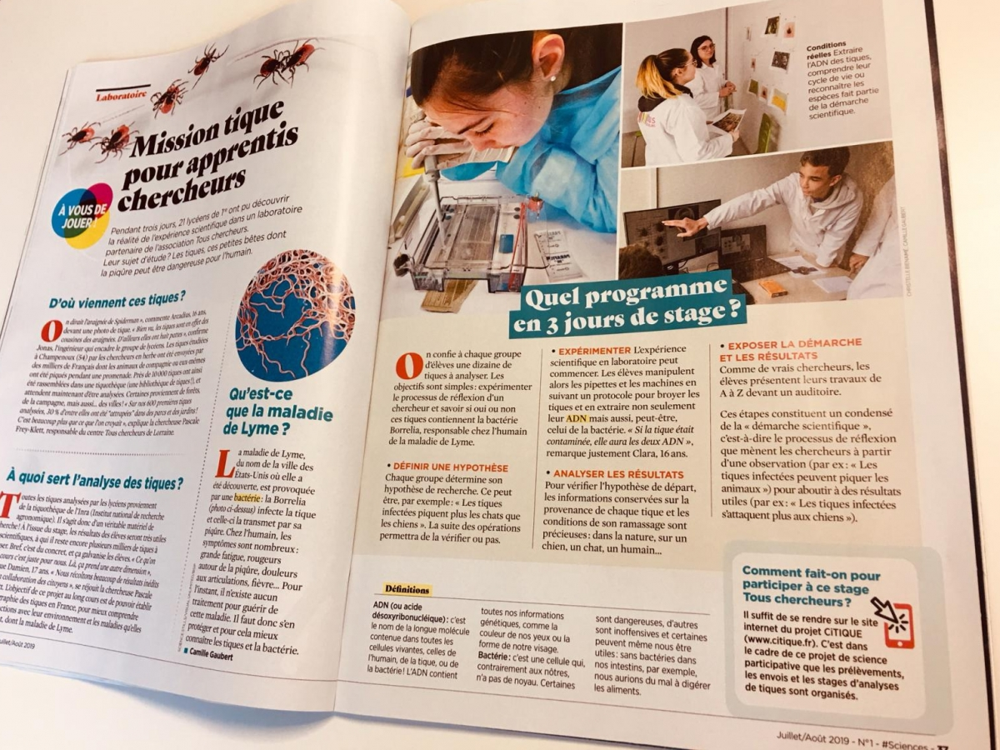 Laboratoire
Mission tique
pour apprentis
chercheurs
À VOUS DE
JOUER !
Pendant trois jours, 21 lycéens de 1re ont pu découvrir
la réalité de l'expérience scientifique dans un laboratoire
partenaire de l'association Tous chercheurs.
Leur sujet d'étude ? Les tiques, ces petites bêtes dont
la piqûre peut être dangereuse pour l'humain.
D'où viennent ces tiques ?
On dirait l'araignée de Spiderman », commente Arcadius, 16 ans,
devant une photo de tique. « Bien vu, les tiques sont en effet des
cousines des araignées. D'ailleurs elles ont huit pattes », confirme
Jonas, l'ingénieur qui encadre le groupe de lycéens. Les tiques étudiées
à Champenoux (54) par les chercheurs en herbe ont été envoyées par
des milliers de Français dont les animaux de compagnie ou eux-mêmes
ont été piqués pendant une promenade. Près de 10 000 tiques ont ainsi
été rassemblées dans une tiquothèque (une bibliothèque de tiques !), et
attendent maintenant d'être analysées. Certaines proviennent de forêts,
de la campagne, mais aussi... des villes ! « Sur nos 600 premières tiques
analysées, 30 % d'entre elles ont été "attrapées" dans des parcs et des jardins !
C'est beaucoup plus que ce que l'on croyait », explique la chercheuse Pascale
Frey-Klett, responsable du centre Tous chercheurs de Lorraine.
À quoi sert l'analyse des tiques ?
Toutes les tiques analysées par les lycéens proviennent
de la tiquothèque de l'Inra (Institut national de recherche
agronomique). Il s'agit donc d'un véritable matériel de
recherche ! À l'issue du stage, les résultats des élèves seront très utiles
scientifiques, à qui il reste encore plusieurs milliers de tiques à
Bref, c'est du concret, et ça galvanise les élèves. « Ce qu'on
cours c'est juste pour nous. Là, ça prend une autre dimension »,
Damien, 17 ans. « Nous récoltons beaucoup de résultats inédits
collaboration des citoyens », se réjouit la chercheuse Pascale
L'objectif de ce projet au long cours est de pouvoir établir
des tiques en France, pour mieux comprendre
avec leur environnement et les maladies qu'elles
dont la maladie de Lyme.
Qu'est-ce
que la maladie
de Lyme ?
La maladie de Lyme,
du nom de la ville des
États-Unis où elle a
été découverte, est provoquée
par une bactérie : la Borrelia
(photo ci-dessus) infecte la tique
et celle-ci la transmet par sa
piqûre. Chez l'humain, les
symptômes sont nombreux :
grande fatigue, rougeurs
autour de la piqûre, douleurs
aux articulations, fièvre... Pour
l'instant, il n'existe aucun
traitement pour guérir de
cette maladie. Il faut donc s'en
protéger et pour cela mieux
connaître les tiques et la bactérie.
Camille Gaubert
Juillet/Août 2019
Conditions
réelles Extraire
l'ADN des tiques,
comprendre leur
cycle de vie ou
reconnaître les
espèces fait partie
de la démarche
scientifique.
Quel programme
en 3 jours de stage ?
On confie à chaque groupe
d'élèves une dizaine de
tiques à analyser. Les
objectifs sont simples : expérimenter
le processus de réflexion d'un
chercheur et savoir si oui ou non
ces tiques contiennent la bactérie
Borrelia, responsable chez l'humain
de la maladie de Lyme.
• DÉFINIR UNE HYPOTHÈSE
Chaque groupe détermine son
hypothèse de recherche. Ce peut
être, par exemple : « Les tiques
infectées piquent plus les chats que
les chiens ». La suite des opérations
permettra de la vérifier ou pas.
• EXPÉRIMENTER L'expérience
scientifique en laboratoire peut
commencer. Les élèves manipulent
alors les pipettes et les machines en
suivant un protocole pour broyer les
tiques et en extraire non seulement
leur ADN mais aussi, peut-être,
celui de la bactérie. « Si la tique était
contaminée, elle aura les deux ADN »,
remarque justement Clara, 16 ans.
• ANALYSER LES RÉSULTATS
Pour vérifier l'hypothèse de départ,
les informations conservées sur la
provenance de chaque tique et les
conditions de son ramassage sont
précieuses : dans la nature, sur un
chien, un chat, un humain...
• EXPOSER LA DÉMARCHE
ET LES RÉSULTATS
Comme de vrais chercheurs, les
élèves présentent leurs travaux de
A à Z devant un auditoire.
Ces étapes constituent un condensé
de la « démarche scientifique »,
c'est-à-dire le processus de réflexion
que mènent les chercheurs à partir
d'une observation (par ex : « Les
tiques infectées peuvent piquer les
animaux ») pour aboutir à des résultats
utiles (par ex : « Les tiques infectées
s'attaquent plus aux chiens »).
Définitions
ADN (ou acide
désoxyribonucléique) : c'est
le nom de la longue molécule
contenue dans toutes les
cellules vivantes, celles de
l'humain, de la tique, ou de
la bactérie ! L'ADN contient
toutes nos informations
génétiques, comme la
couleur de nos yeux ou la
forme de notre visage.
Bactérie : c'est une cellule qui,
contrairement aux nôtres,
n'a pas de noyau. Certaines
sont dangereuses, d'autres
sont inoffensives et certaines
peuvent même nous être
utiles : sans bactéries dans
nos intestins, par exemple,
nous aurions du mal à digérer
les aliments.
Comment fait-on pour
participer à ce stage
Tous chercheurs ?
Il suffit de se rendre sur le site
internet du projet CiTIQUE
(www.citique.fr). C'est dans
le cadre de ce projet de science
participative que les prélèvements,
les envois et les stages d'analyses
de tiques sont organisés.
Juillet/Août 2019 - N°1 - #Sciences - 37